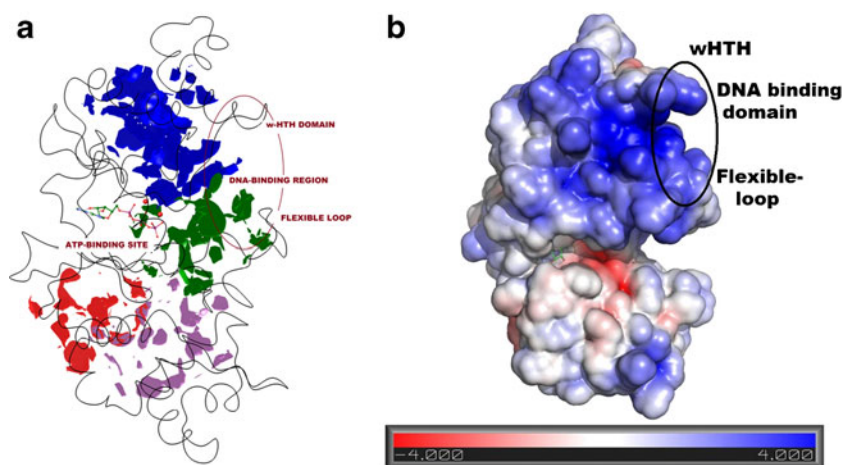 a
w-HTH DOMAIN
DNA-BINDING REGION
FLEXIBLE LOOP
ATP-BINDING SITE
b
wHTH
DNA binding
domain
Flexible-
loop
-4.000
4.000